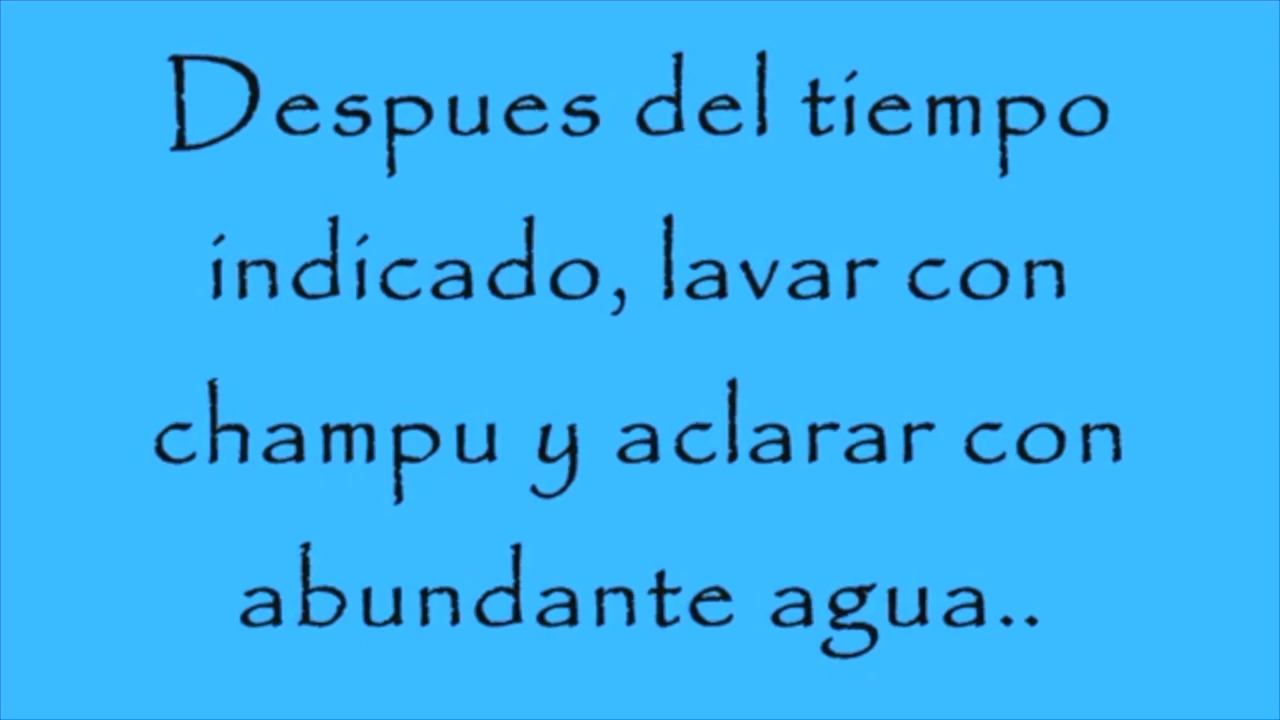 Despues del tiempo
indicado, lavar con
champu y aclarar con
abundante agua..